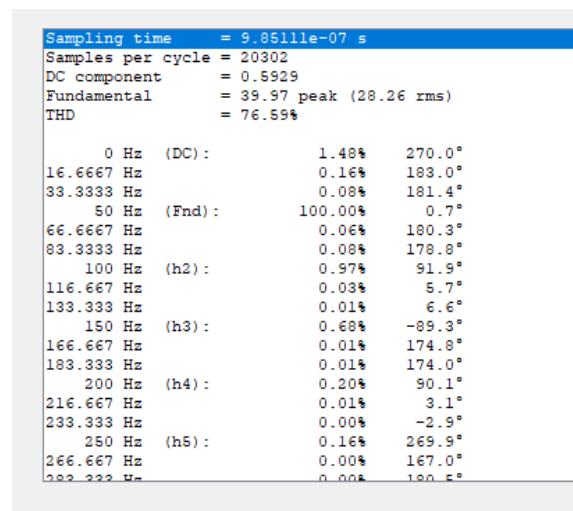 Sampling time = 9.85111e-07 s
Samples per cycle = 20302
DC component = 0.5929
Fundamental = 39.97 peak (28.26 rms)
THD = 76.59%
0 Hz (DC): 1.48% 270.0°
16.6667 Hz 0.16% 183.0°
33.3333 Hz 0.08% 181.4°
50 Hz (Fnd): 100.00% 0.7°
66.6667 Hz 0.06% 180.3°
83.3333 Hz 0.08% 178.8°
100 Hz (h2): 0.97% 91.9°
116.667 Hz 0.03% 5.7°
133.333 Hz 0.01% 6.6°
150 Hz (h3): 0.68% -89.3°
166.667 Hz 0.01% 174.8°
183.333 Hz 0.01% 174.0°
200 Hz (h4): 0.20% 90.1°
216.667 Hz 0.01% 3.1°
233.333 Hz 0.00% -2.9°
250 Hz (h5): 0.16% 269.9°
266.667 Hz 0.00% 167.0°
283.333 Hz 0.00% 180.5°